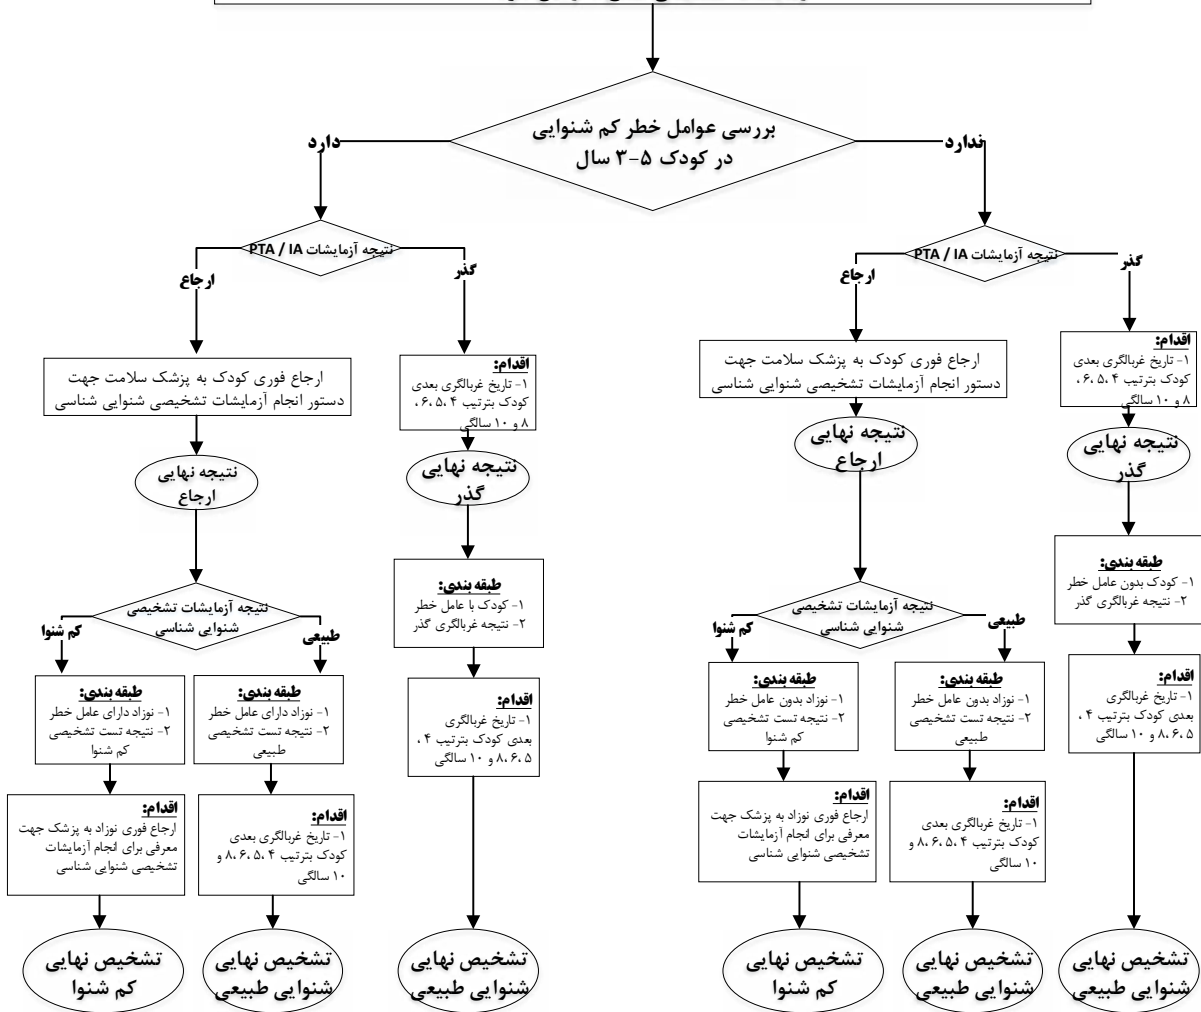 بررسی عوامل خطر کم شنوایی
در کودک ۵-۳ سال
ندارد
دارد
نتیجه آزمایشات PTA / IA
گذر
ارجاع
اقدام:
۱- تاریخ غربالگری بعدی
کودک بترتیب ۴ ،۵ ،۶ ،
۸ و ۱۰ سالگی
ارجاع فوری کودک به پزشک سلامت جهت
دستور انجام آزمایشات تشخیصی شنوایی شناسی
نتیجه نهایی
گذر
نتیجه نهایی
ارجاع
طبقه بندی:
۱- کودک بدون عامل خطر
۲- نتیجه غربالگری گذر
نتیجه آزمایشات تشخیصی
شنوایی شناسی
طبیعی
کم شنوا
اقدام:
۱- تاریخ غربالگری
بعدی کودک بترتیب ۴ ،
۵ ،۶ ،۸ و ۱۰ سالگی
طبقه بندی:
۱- نوزاد بدون عامل خطر
۲- نتیجه تست تشخیصی
طبیعی
طبقه بندی:
۱- نوزاد بدون عامل خطر
۲- نتیجه تست تشخیصی
کم شنوا
اقدام:
۱- تاریخ غربالگری بعدی
کودک بترتیب ۴ ،۵ ،۶ ،۸ و
۱۰ سالگی
اقدام:
ارجاع فوری نوزاد به پزشک جهت
معرفی برای انجام آزمایشات
تشخیصی شنوایی شناسی
تشخیص نهایی
شنوایی طبیعی
تشخیص نهایی
شنوایی طبیعی
تشخیص نهایی
کم شنوا
نتیجه آزمایشات PTA / IA
گذر
ارجاع
اقدام:
۱- تاریخ غربالگری بعدی
کودک بترتیب ۴ ،۵ ،۶ ،
۸ و ۱۰ سالگی
ارجاع فوری کودک به پزشک سلامت جهت
دستور انجام آزمایشات تشخیصی شنوایی شناسی
نتیجه نهایی
گذر
نتیجه نهایی
ارجاع
طبقه بندی:
۱- کودک با عامل خطر
۲- نتیجه غربالگری گذر
نتیجه آزمایشات تشخیصی
شنوایی شناسی
طبیعی
کم شنوا
اقدام:
۱- تاریخ غربالگری
بعدی کودک بترتیب ۴ ،
۵ ،۶ ،۸ و ۱۰ سالگی
طبقه بندی:
۱- نوزاد دارای عامل خطر
۲- نتیجه تست تشخیصی
طبیعی
طبقه بندی:
۱- نوزاد دارای عامل خطر
۲- نتیجه تست تشخیصی
کم شنوا
اقدام:
۱- تاریخ غربالگری بعدی
کودک بترتیب ۴ ،۵ ،۶ ،۸ و
۱۰ سالگی
اقدام:
ارجاع فوری نوزاد به پزشک جهت
معرفی برای انجام آزمایشات
تشخیصی شنوایی شناسی
تشخیص نهایی
شنوایی طبیعی
تشخیص نهایی
شنوایی طبیعی
تشخیص نهایی
کم شنوا